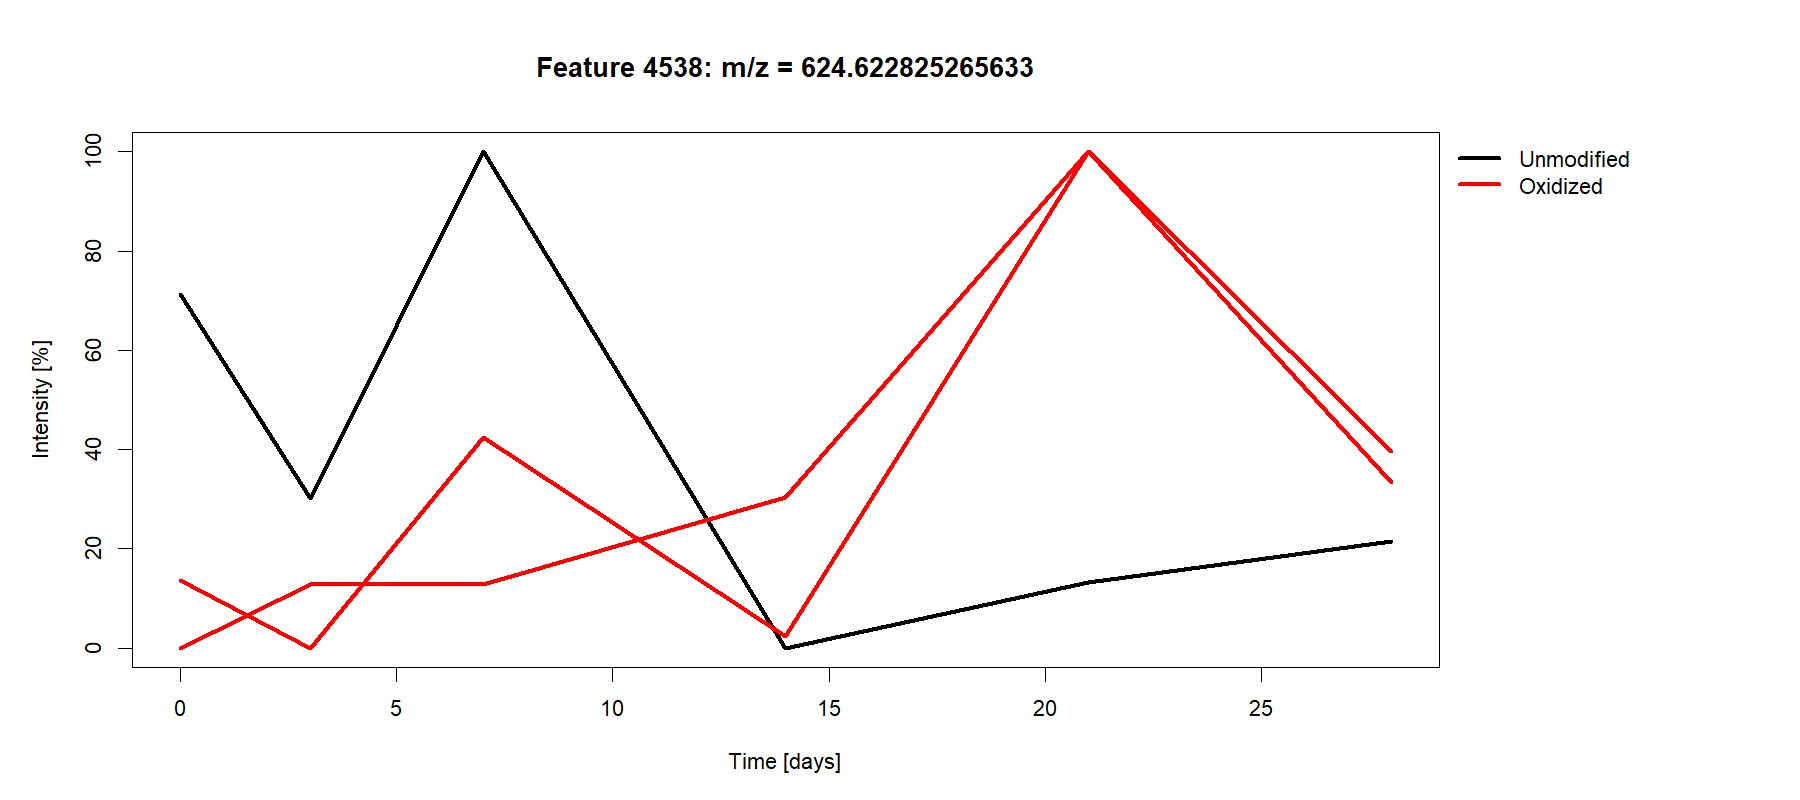 Feature 4538: m/z = 624.622825265633
Unmodified
Oxidized
Intensity [%]
100
80
60
40
20
0
0 5 10 15 20 25
Time [days]